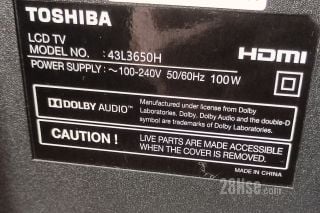 TOSHIBA
LCD TV
MODEL NO. : 43L3650H
HDMI
POWER SUPPLY : ~100-240V 50/60Hz 100W
DOLBY AUDIO™
Manufactured under license from Dolby
Laboratories. Dolby, Dolby Audio and the double-D
symbol are trademarks of Dolby Laboratories.
CAUTION !
LIVE PARTS ARE MADE ACCESSIBLE
WHEN THE COVER IS REMOVED.
MADE IN CHINA
28Hse.com